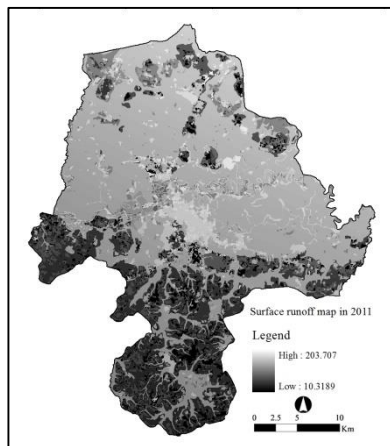 Surface runoff map in 2011
Legend
High : 203.707
Low : 10.3189
0 2.5 5 10
Km